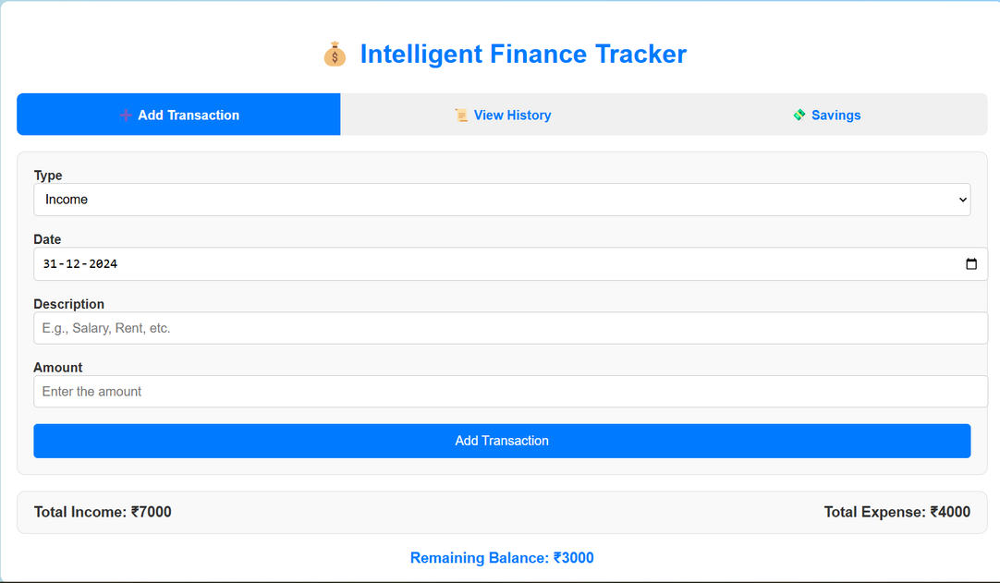 Intelligent Finance Tracker
Add Transaction View History Savings
Type
Income
Date
31-12-2024
Description
E.g., Salary, Rent, etc.
Amount
Enter the amount
Add Transaction
Total Income: ₹7000 Total Expense: ₹4000
Remaining Balance: ₹3000